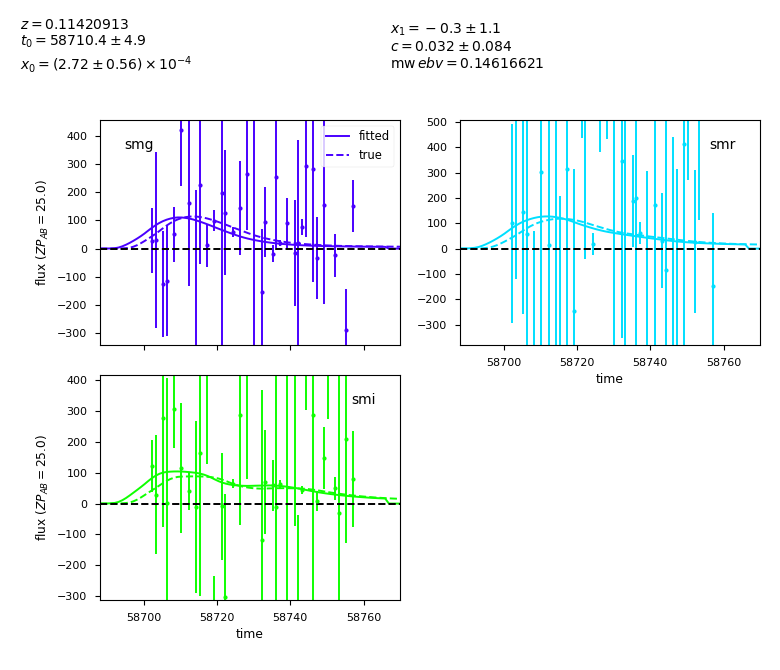 z = 0.11420913
t0 = 58710.4 ± 4.9
x0 = (2.72 ± 0.56) × 10^−4
x1 = −0.3 ± 1.1
c = 0.032 ± 0.084
mw ebv = 0.14616621
smg
fitted
true
flux (ZP_AB = 25.0)
400
300
200
100
0
−100
−200
−300
smr
500
400
300
200
100
0
−100
−200
−300
58700 58720 58740 58760
time
smi
flux (ZP_AB = 25.0)
400
300
200
100
0
−100
−200
−300
58700 58720 58740 58760
time